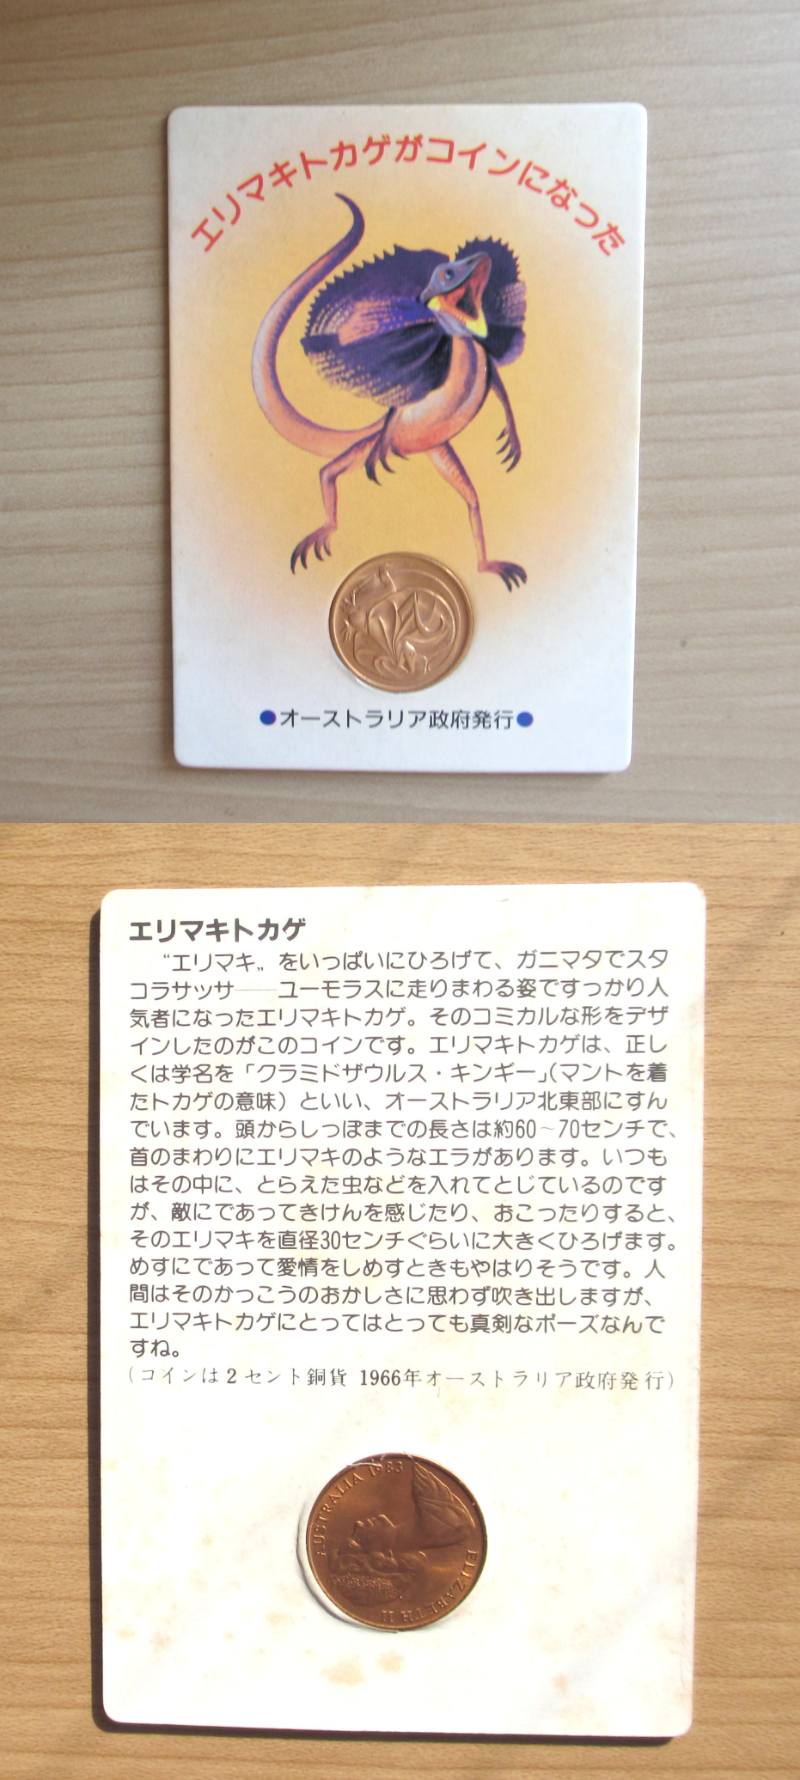 エリマキトカゲがコインになった
●オーストラリア政府発行●
エリマキトカゲ
“エリマキ„をいっぱいにひろげて、ガニマタでスタ
コラサッサ──ユーモラスに走りまわる姿ですっかり人
気者になったエリマキトカゲ。そのコミカルな形をデザ
インしたのがこのコインです。エリマキトカゲは、正し
くは学名を「クラミドザウルス・キンギー」(マントを着
たトカゲの意味)といい、オーストラリア北東部にすん
でいます。頭からしっぽまでの長さは約60〜70センチで、
首のまわりにエリマキのようなエラがあります。いつも
はその中に、とらえた虫などを入れてとじているのです
が、敵にであってきけんを感じたり、おこったりすると、
そのエリマキを直径30センチぐらいに大きくひろげます。
めすにであって愛情をしめすときもやはりそうです。人
間はそのかっこうのおかしさに思わず吹き出しますが、
エリマキトカゲにとってはとっても真剣なポーズなんで
すね。
(コインは2セント銅貨 1966年オーストラリア政府発行)
AUSTRALIA 1983
ELIZABETH II